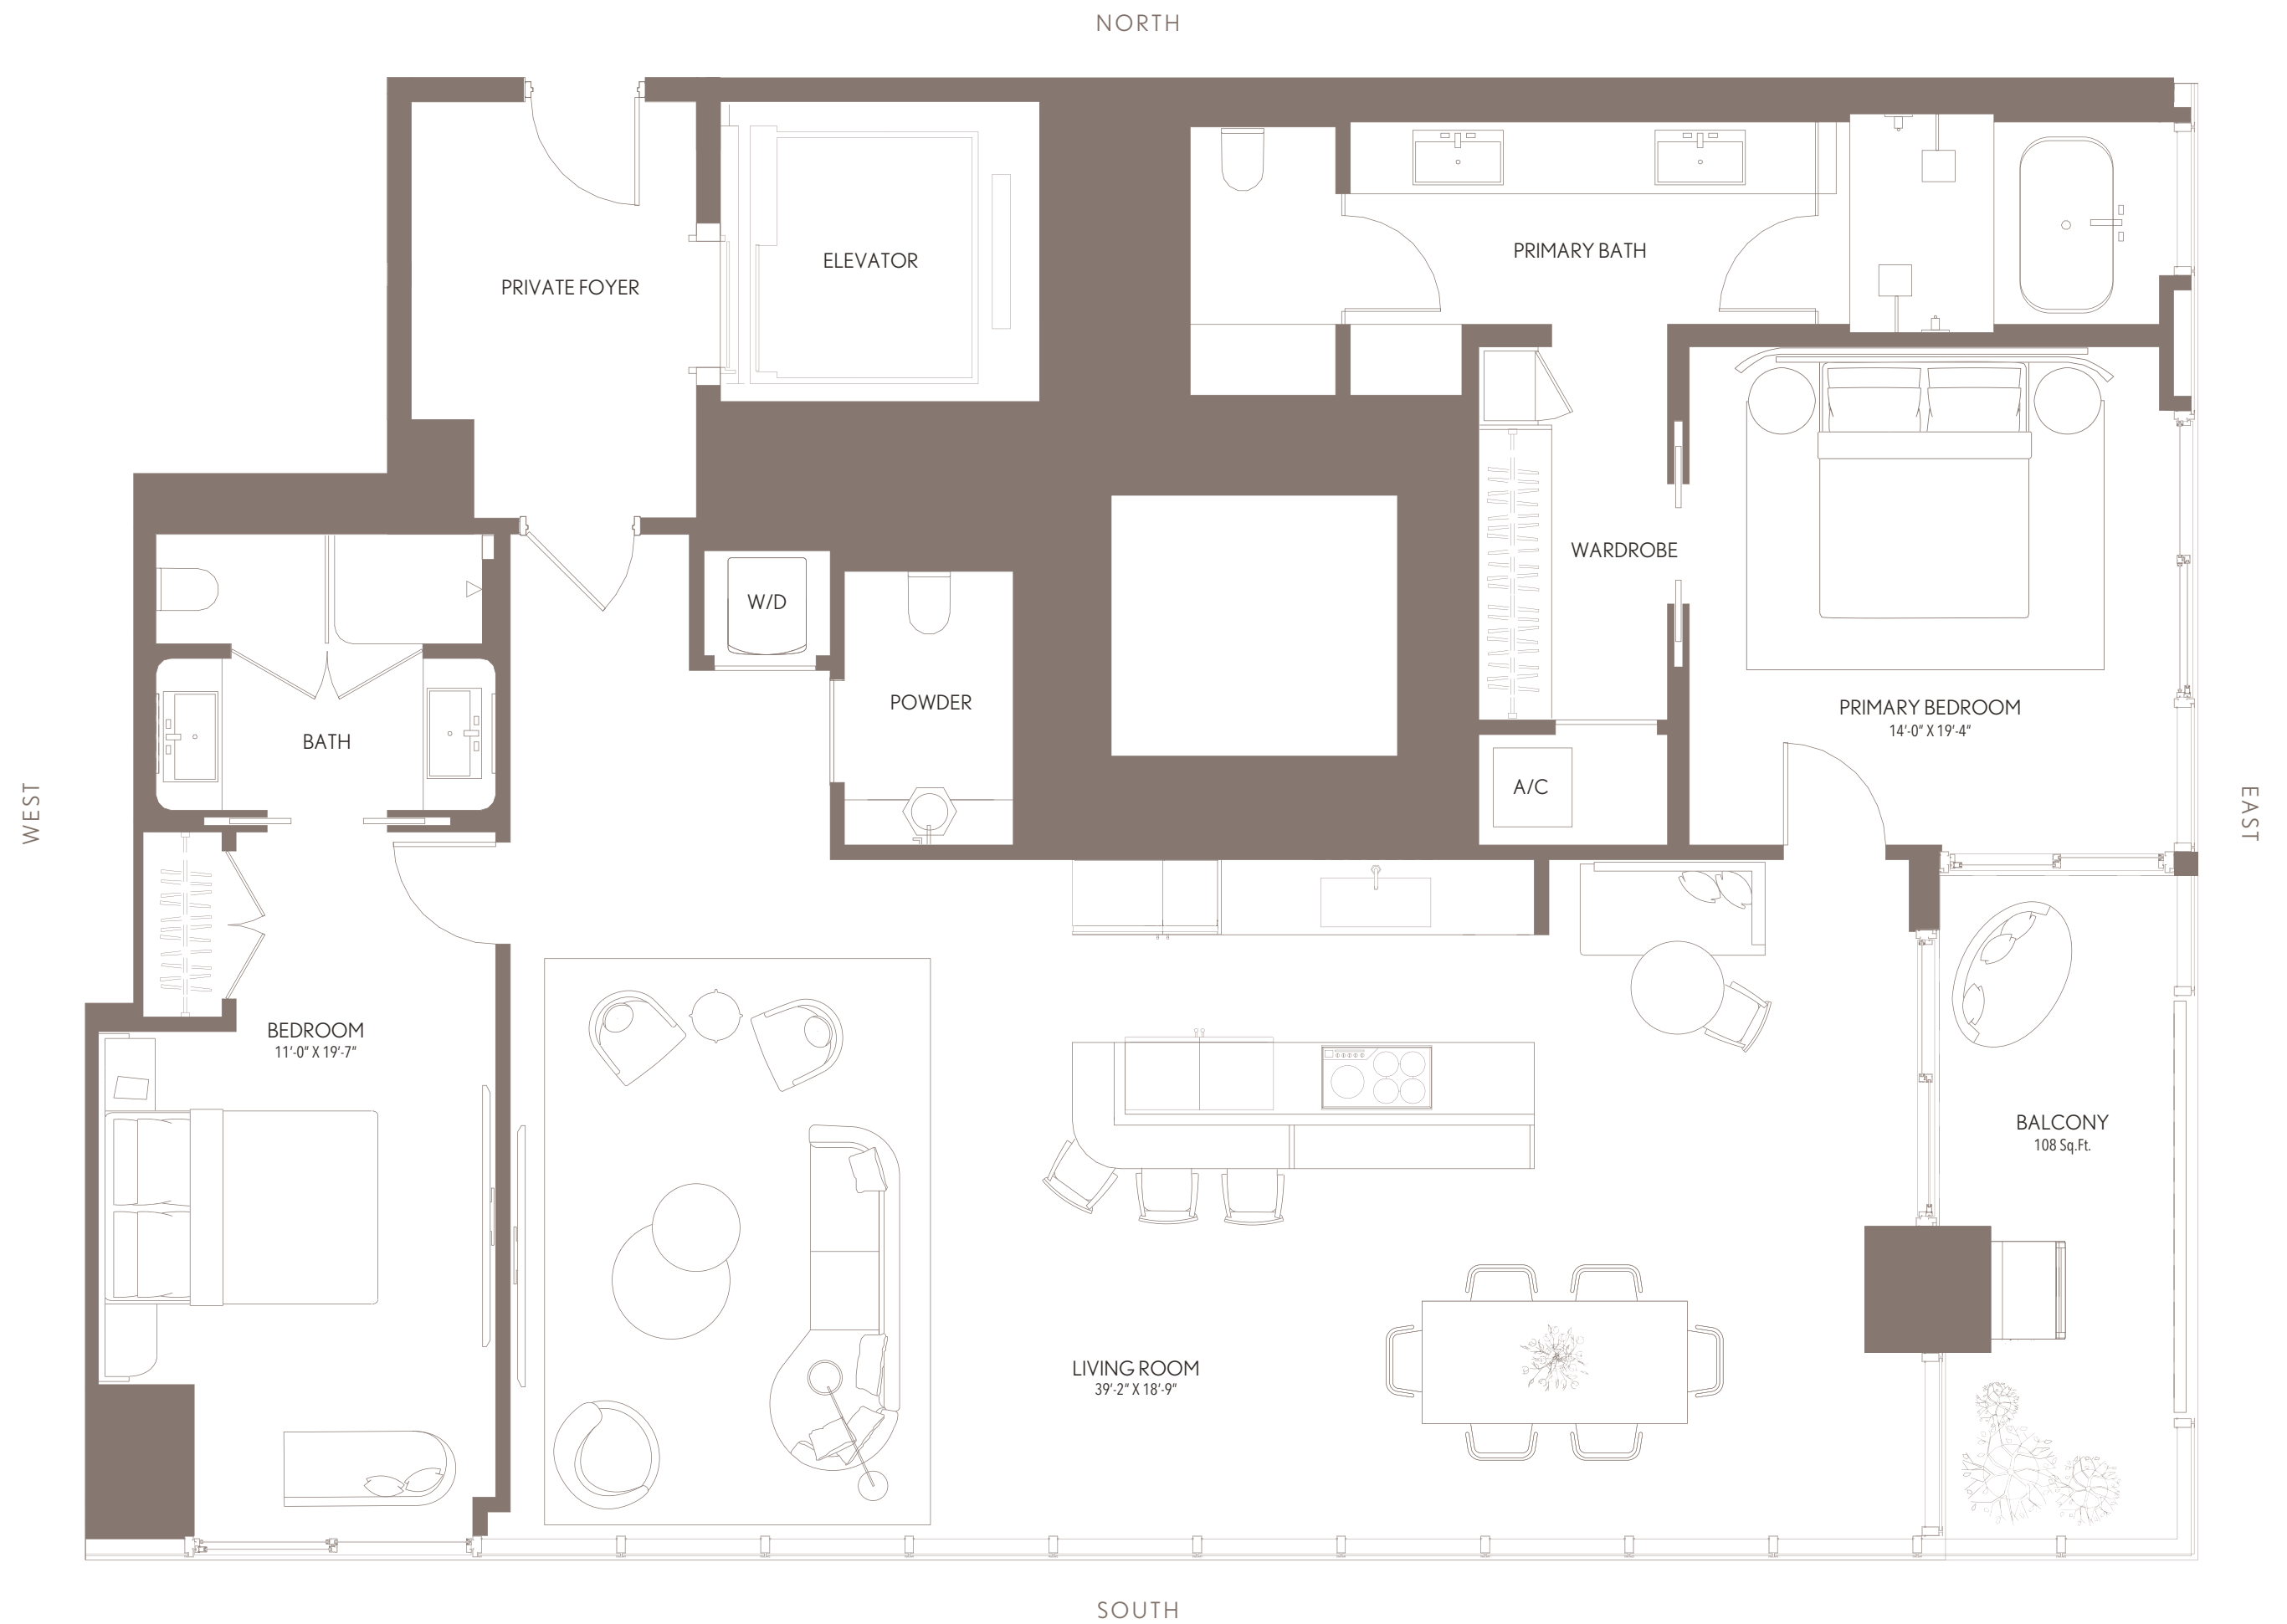 NORTH
ELEVATOR
PRIVATE FOYER
PRIMARY BATH
WARDROBE
W/D
POWDER
PRIMARY BEDROOM
14'-0" X 19'-4"
BATH
A/C
WEST
EAST
BEDROOM
11'-0" X 19'-7"
BALCONY
108 Sq.Ft.
LIVING ROOM
39'-2" X 18'-9"
SOUTH